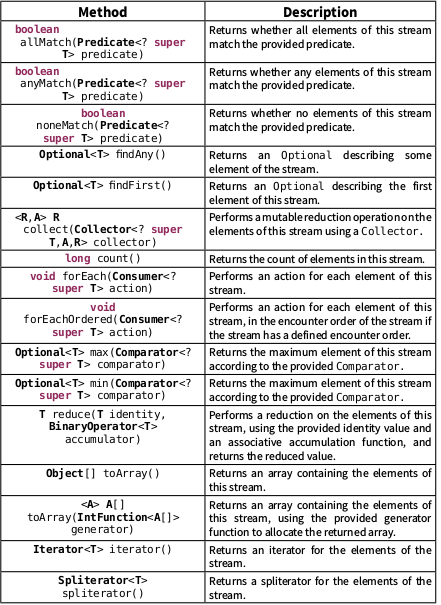 Method
Description
boolean
allMatch(Predicate<? super
T> predicate)
Returns whether all elements of this stream
match the provided predicate.
boolean
anyMatch(Predicate<? super
T> predicate)
Returns whether any elements of this stream
match the provided predicate.
boolean
noneMatch(Predicate<?
super T> predicate)
Returns whether no elements of this stream
match the provided predicate.
Optional<T> findAny()
Returns an Optional describing some
element of the stream.
Optional<T> findFirst()
Returns an Optional describing the first
element of this stream.
<R,A> R
collect(Collector<? super
T,A,R> collector)
Performs a mutable reduction operation on the
elements of this stream using a Collector.
long count()
Returns the count of elements in this stream.
void forEach(Consumer<?
super T> action)
Performs an action for each element of this
stream.
void
forEachOrdered(Consumer<?
super T> action)
Performs an action for each element of this
stream, in the encounter order of the stream if
the stream has a defined encounter order.
Optional<T> max(Comparator<?
super T> comparator)
Returns the maximum element of this stream
according to the provided Comparator.
Optional<T> min(Comparator<?
super T> comparator)
Returns the maximum element of this stream
according to the provided Comparator.
T reduce(T identity,
BinaryOperator<T>
accumulator)
Performs a reduction on the elements of this
stream, using the provided identity value and
an associative accumulation function, and
returns the reduced value.
Object[] toArray()
Returns an array containing the elements of
this stream.
<A> A[]
toArray(IntFunction<A[]>
generator)
Returns an array containing the elements of
this stream, using the provided generator
function to allocate the returned array.
Iterator<T> iterator()
Returns an iterator for the elements of the
stream.
Spliterator<T>
spliterator()
Returns a spliterator for the elements of the
stream.